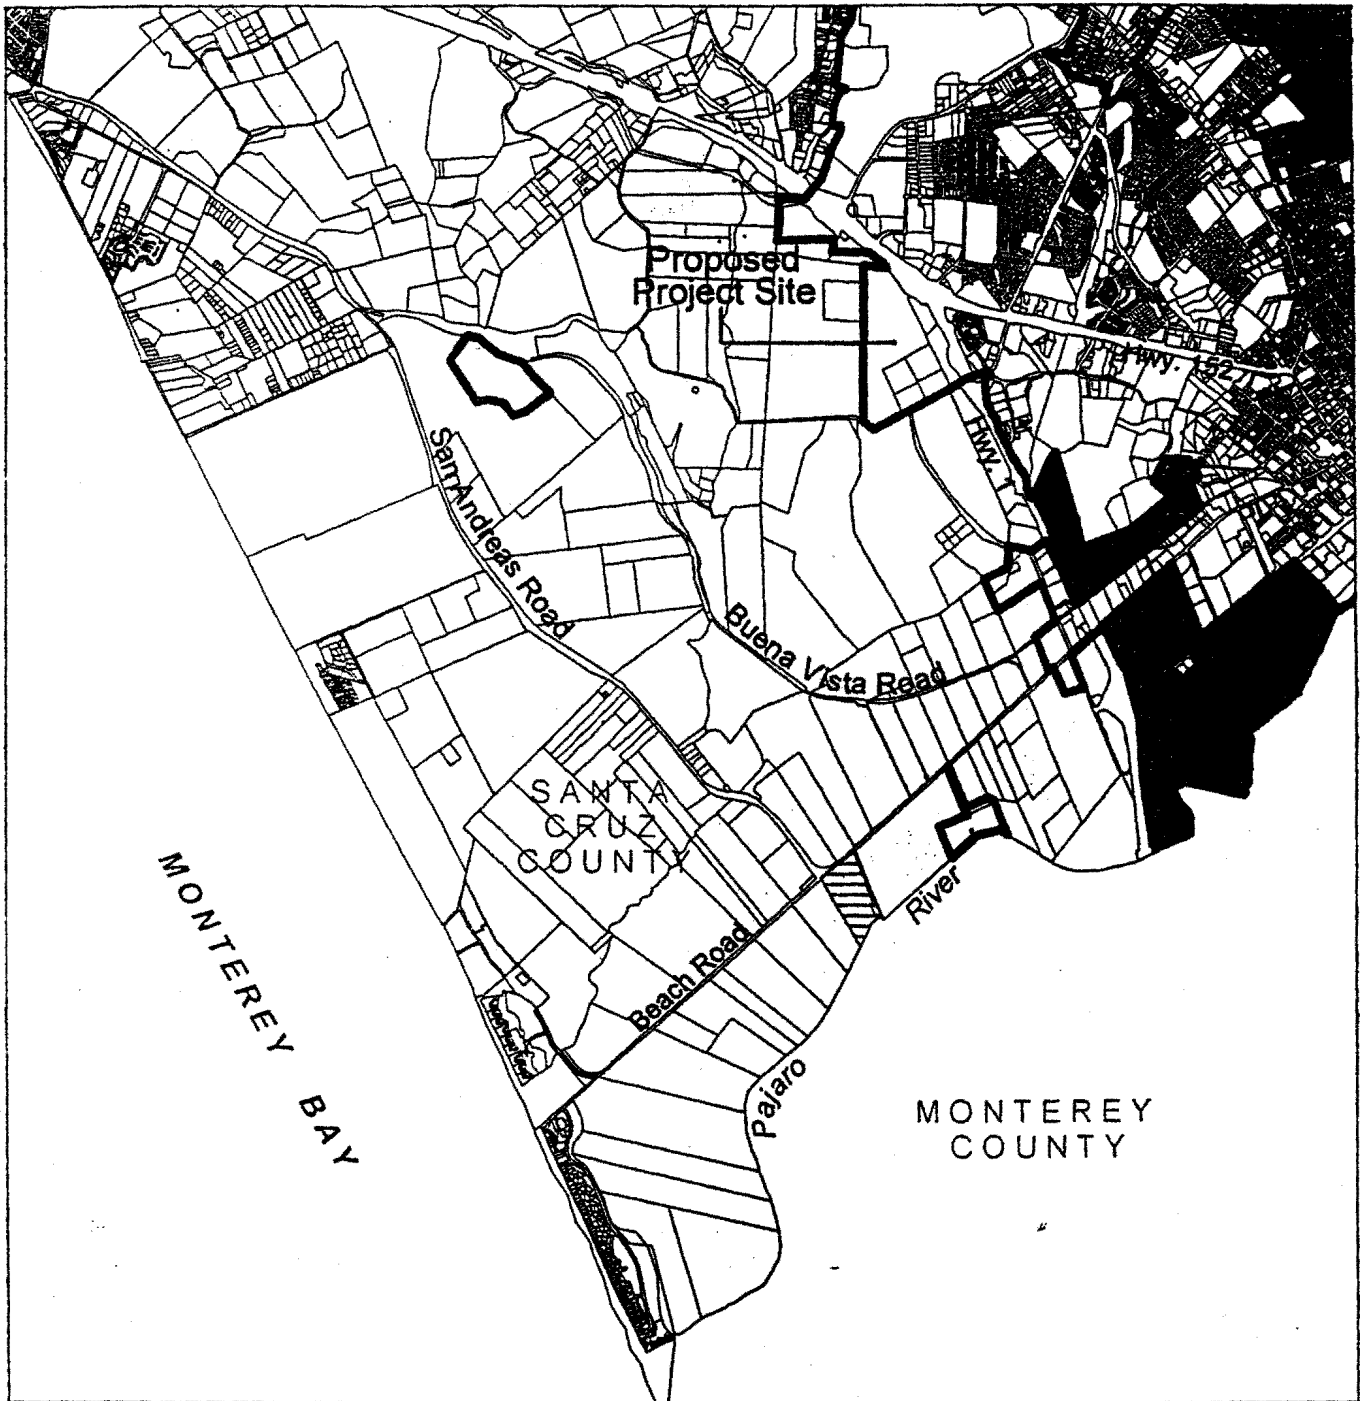 Proposed
Project Site
Hwy. 152
Hwy. 1
San Andreas Road
Buena Vista Road
SANTA
CRUZ
COUNTY
MONTEREY BAY
River
Beach Road
Pajaro
MONTEREY
COUNTY